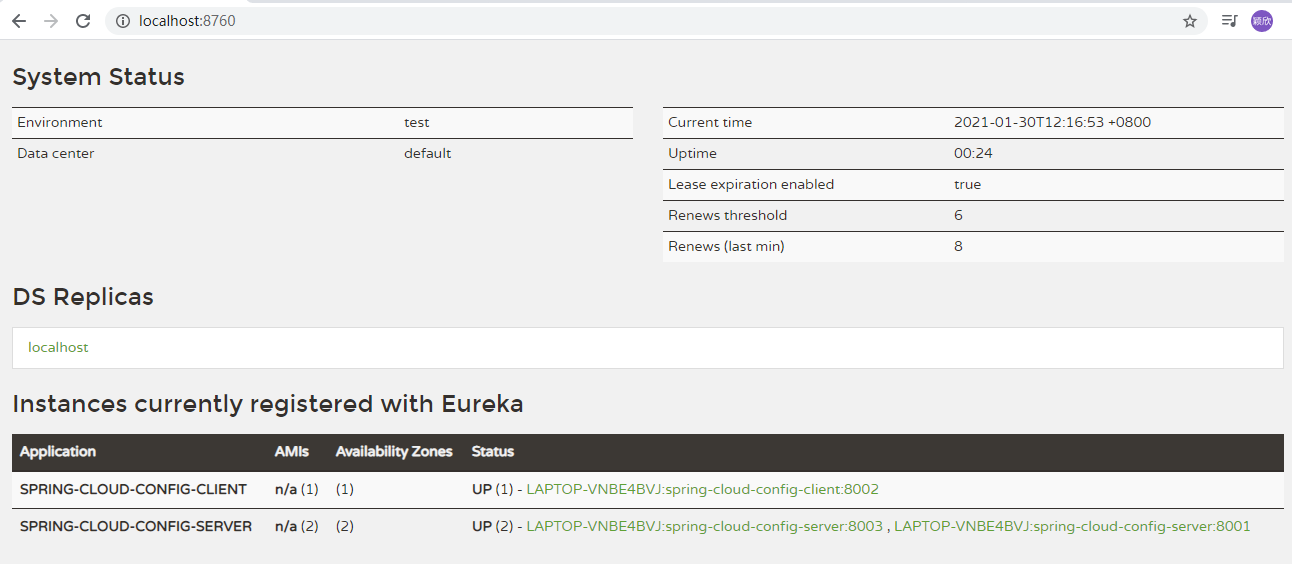 localhost:8760
颖欣
System Status
Environment test
Data center default
Current time 2021-01-30T12:16:53 +0800
Uptime 00:24
Lease expiration enabled true
Renews threshold 6
Renews (last min) 8
DS Replicas
localhost
Instances currently registered with Eureka
Application AMIs Availability Zones Status
SPRING-CLOUD-CONFIG-CLIENT n/a (1) (1) UP (1) - LAPTOP-VNBE4BVJ:spring-cloud-config-client:8002
SPRING-CLOUD-CONFIG-SERVER n/a (2) (2) UP (2) - LAPTOP-VNBE4BVJ:spring-cloud-config-server:8003 , LAPTOP-VNBE4BVJ:spring-cloud-config-server:8001